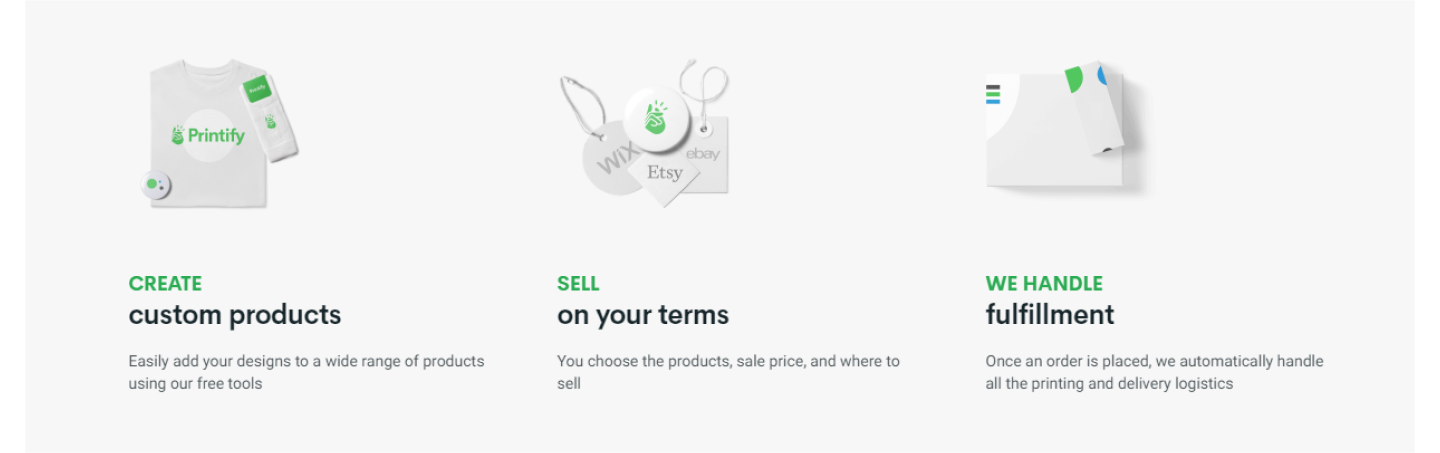 Printify
Printify
WIX
Etsy
ebay
CREATE
custom products
Easily add your designs to a wide range of products
using our free tools
SELL
on your terms
You choose the products, sale price, and where to
sell
WE HANDLE
fulfillment
Once an order is placed, we automatically handle
all the printing and delivery logistics